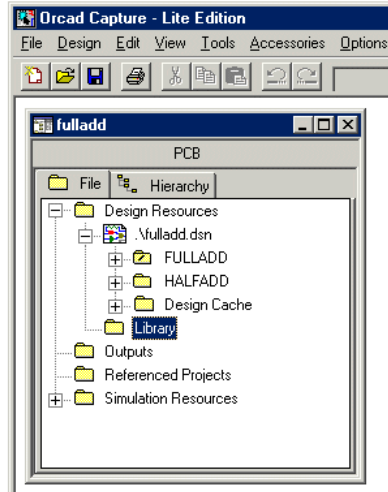 Orcad Capture - Lite Edition
File Design Edit View Tools Accessories Options
fulladd
PCB
File Hierarchy
Design Resources
.\fulladd.dsn
FULLADD
HALFADD
Design Cache
Library
Outputs
Referenced Projects
Simulation Resources